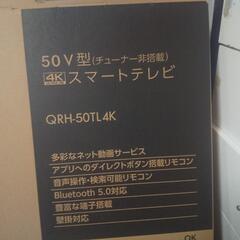 50V型(チューナー非搭載)
4K スマートテレビ
QRH-50TL4K
多彩なネット動画サービス
アプリへのダイレクトボタン搭載リモコン
音声操作・検索可能リモコン
Bluetooth 5.0対応
豊富な端子搭載
壁掛対応